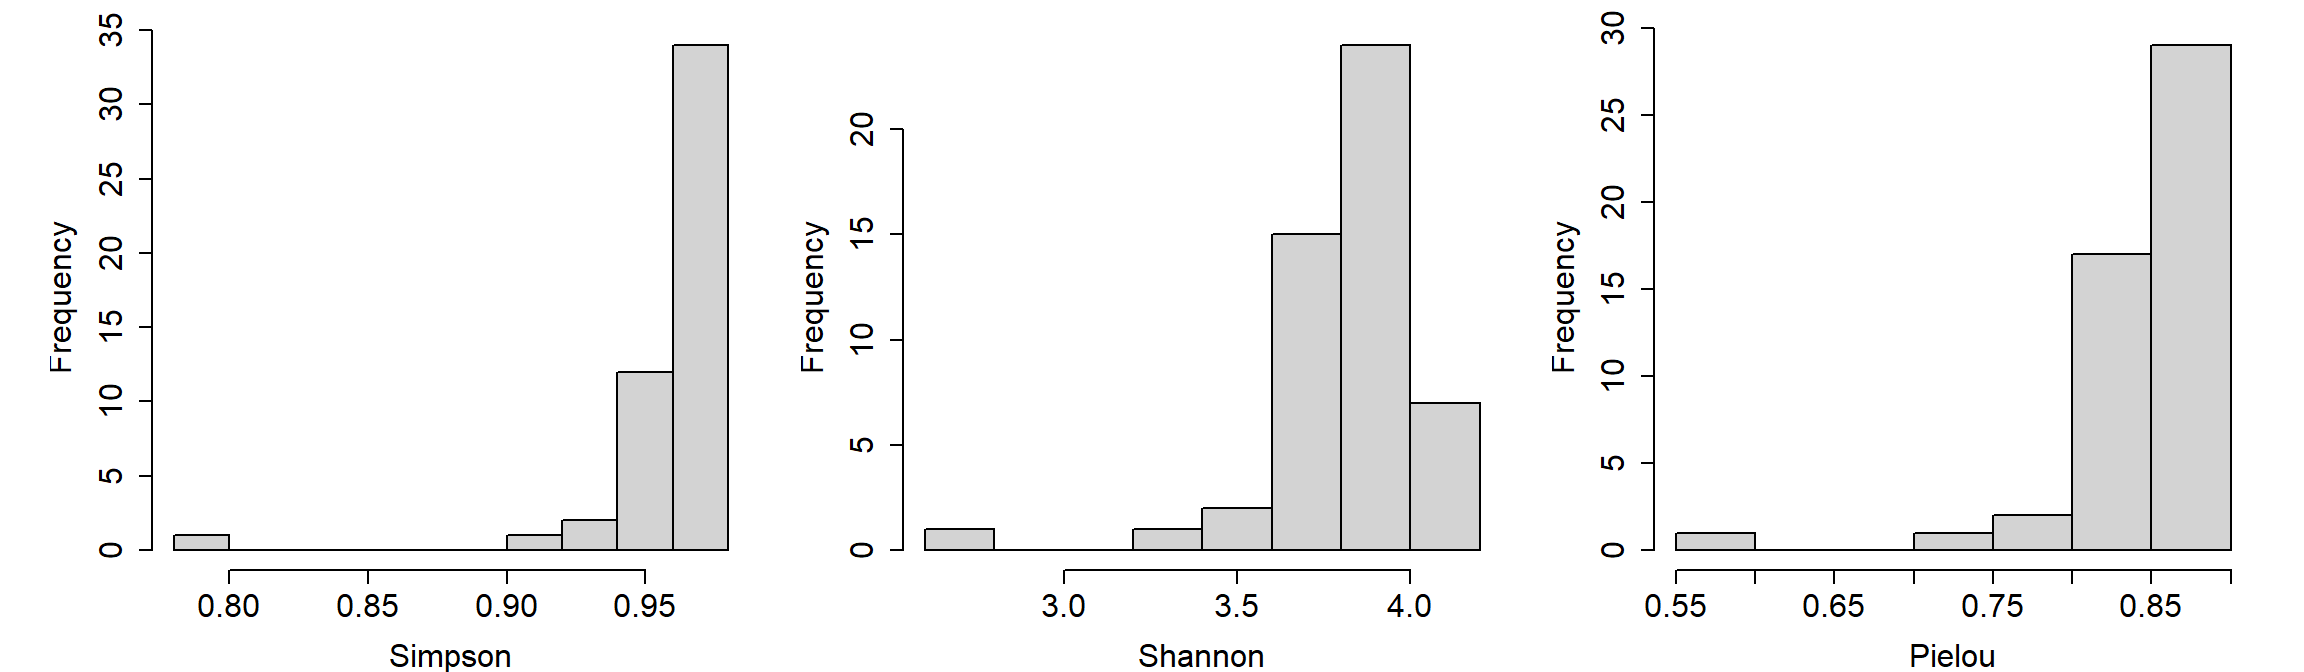 Frequency
0 5 10 15 20 25 30 35
0.80 0.85 0.90 0.95
Simpson
Frequency
0 5 10 15 20
3.0 3.5 4.0
Shannon
Frequency
0 5 10 15 20 25 30
0.55 0.65 0.75 0.85
Pielou